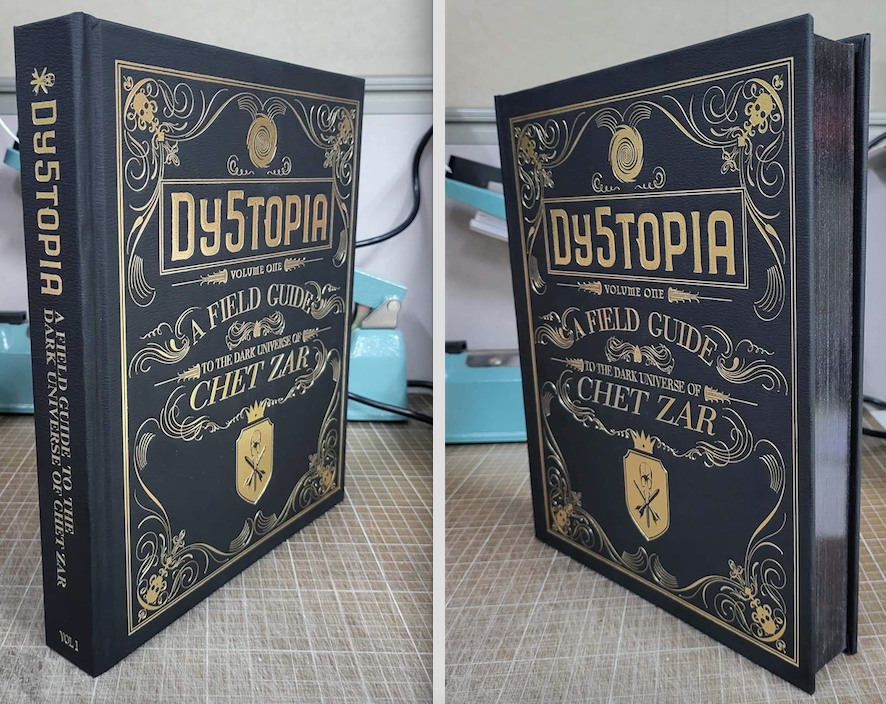 DY5TOPIA
A FIELD GUIDE TO THE
DARK UNIVERSE OF CHET ZAR
VOL 1
DY5TOPIA
VOLUME ONE
A FIELD GUIDE
TO THE DARK UNIVERSE OF
CHET ZAR
DY5TOPIA
VOLUME ONE
A FIELD GUIDE
TO THE DARK UNIVERSE OF
CHET ZAR